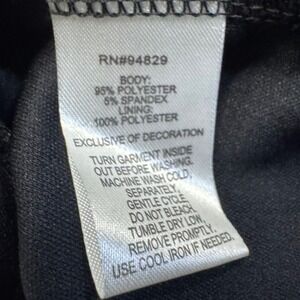 RN#94829
BODY:
95% POLYESTER
5% SPANDEX
LINING:
100% POLYESTER
EXCLUSIVE OF DECORATION
TURN GARMENT INSIDE
OUT BEFORE WASHING.
MACHINE WASH COLD,
SEPARATELY,
GENTLE CYCLE.
DO NOT BLEACH.
TUMBLE DRY LOW.
REMOVE PROMPTLY.
USE COOL IRON IF NEEDED.